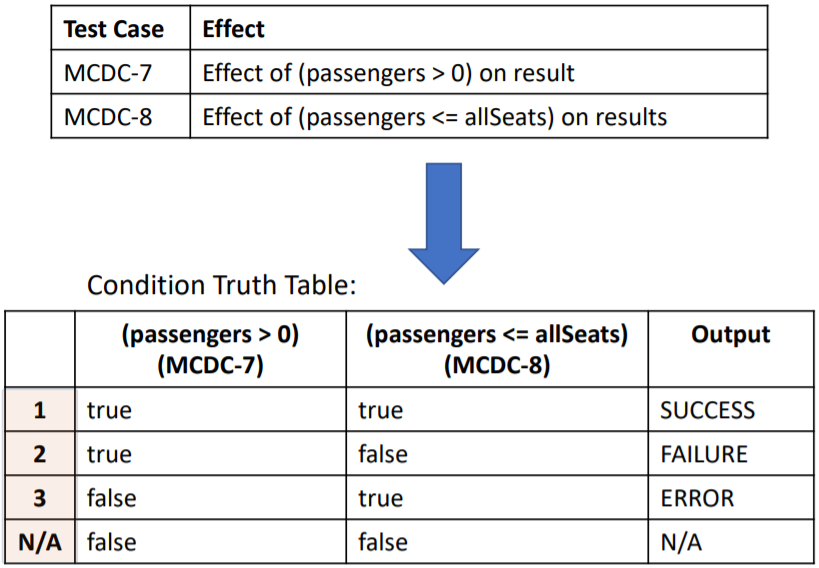 Test Case Effect
MCDC-7 Effect of (passengers > 0) on result
MCDC-8 Effect of (passengers <= allSeats) on results
Condition Truth Table:
(passengers > 0) (passengers <= allSeats) Output
(MCDC-7) (MCDC-8)
1 true true SUCCESS
2 true false FAILURE
3 false true ERROR
N/A false false N/A